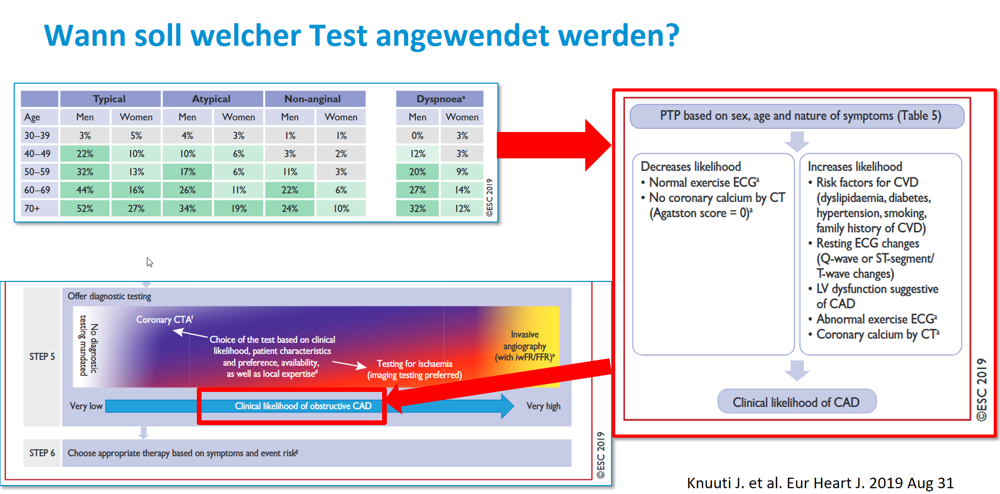 Wann soll welcher Test angewendet werden?
Typical Atypical Non-anginal Dyspnoeaᵃ
Age Men Women Men Women Men Women Men Women
30–39 3% 5% 4% 3% 1% 1% 0% 3%
40–49 22% 10% 10% 6% 3% 2% 12% 3%
50–59 32% 13% 17% 6% 11% 3% 20% 9%
60–69 44% 16% 26% 11% 22% 6% 27% 14%
70+ 52% 27% 34% 19% 24% 10% 32% 12%
©ESC 2019
PTP based on sex, age and nature of symptoms (Table 5)
Decreases likelihood
• Normal exercise ECGᵃ
• No coronary calcium by CT
(Agatston score = 0)ᵃ
Increases likelihood
• Risk factors for CVD
(dyslipidaemia, diabetes,
hypertension, smoking,
family history of CVD)
• Resting ECG changes
(Q-wave or ST-segment/
T-wave changes)
• LV dysfunction suggestive
of CAD
• Abnormal exercise ECGᵃ
• Coronary calcium by CTᵃ
Clinical likelihood of CAD
©ESC 2019
STEP 5
Offer diagnostic testing
No diagnostic
testing mandated
Coronary CTAᶠ
Choice of the test based on clinical
likelihood, patient characteristics
and preference, availability,
as well as local expertiseᵈ
Testing for ischaemia
(imaging testing preferred)
Invasive
angiography
(with iwFR/FFR)ᵉ
Very low
Clinical likelihood of obstructive CAD
Very high
STEP 6
Choose appropriate therapy based on symptoms and event riskᵍ
©ESC 2019
Knuuti J. et al. Eur Heart J. 2019 Aug 31